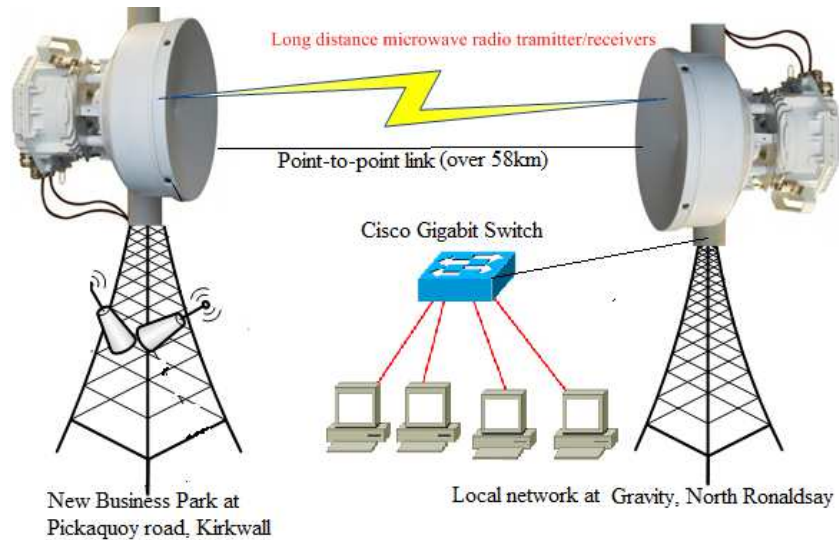 Long distance microwave radio tramitter/receivers
Point-to-point link (over 58km)
Cisco Gigabit Switch
New Business Park at
Pickaquoy road, Kirkwall
Local network at Gravity, North Ronaldsay